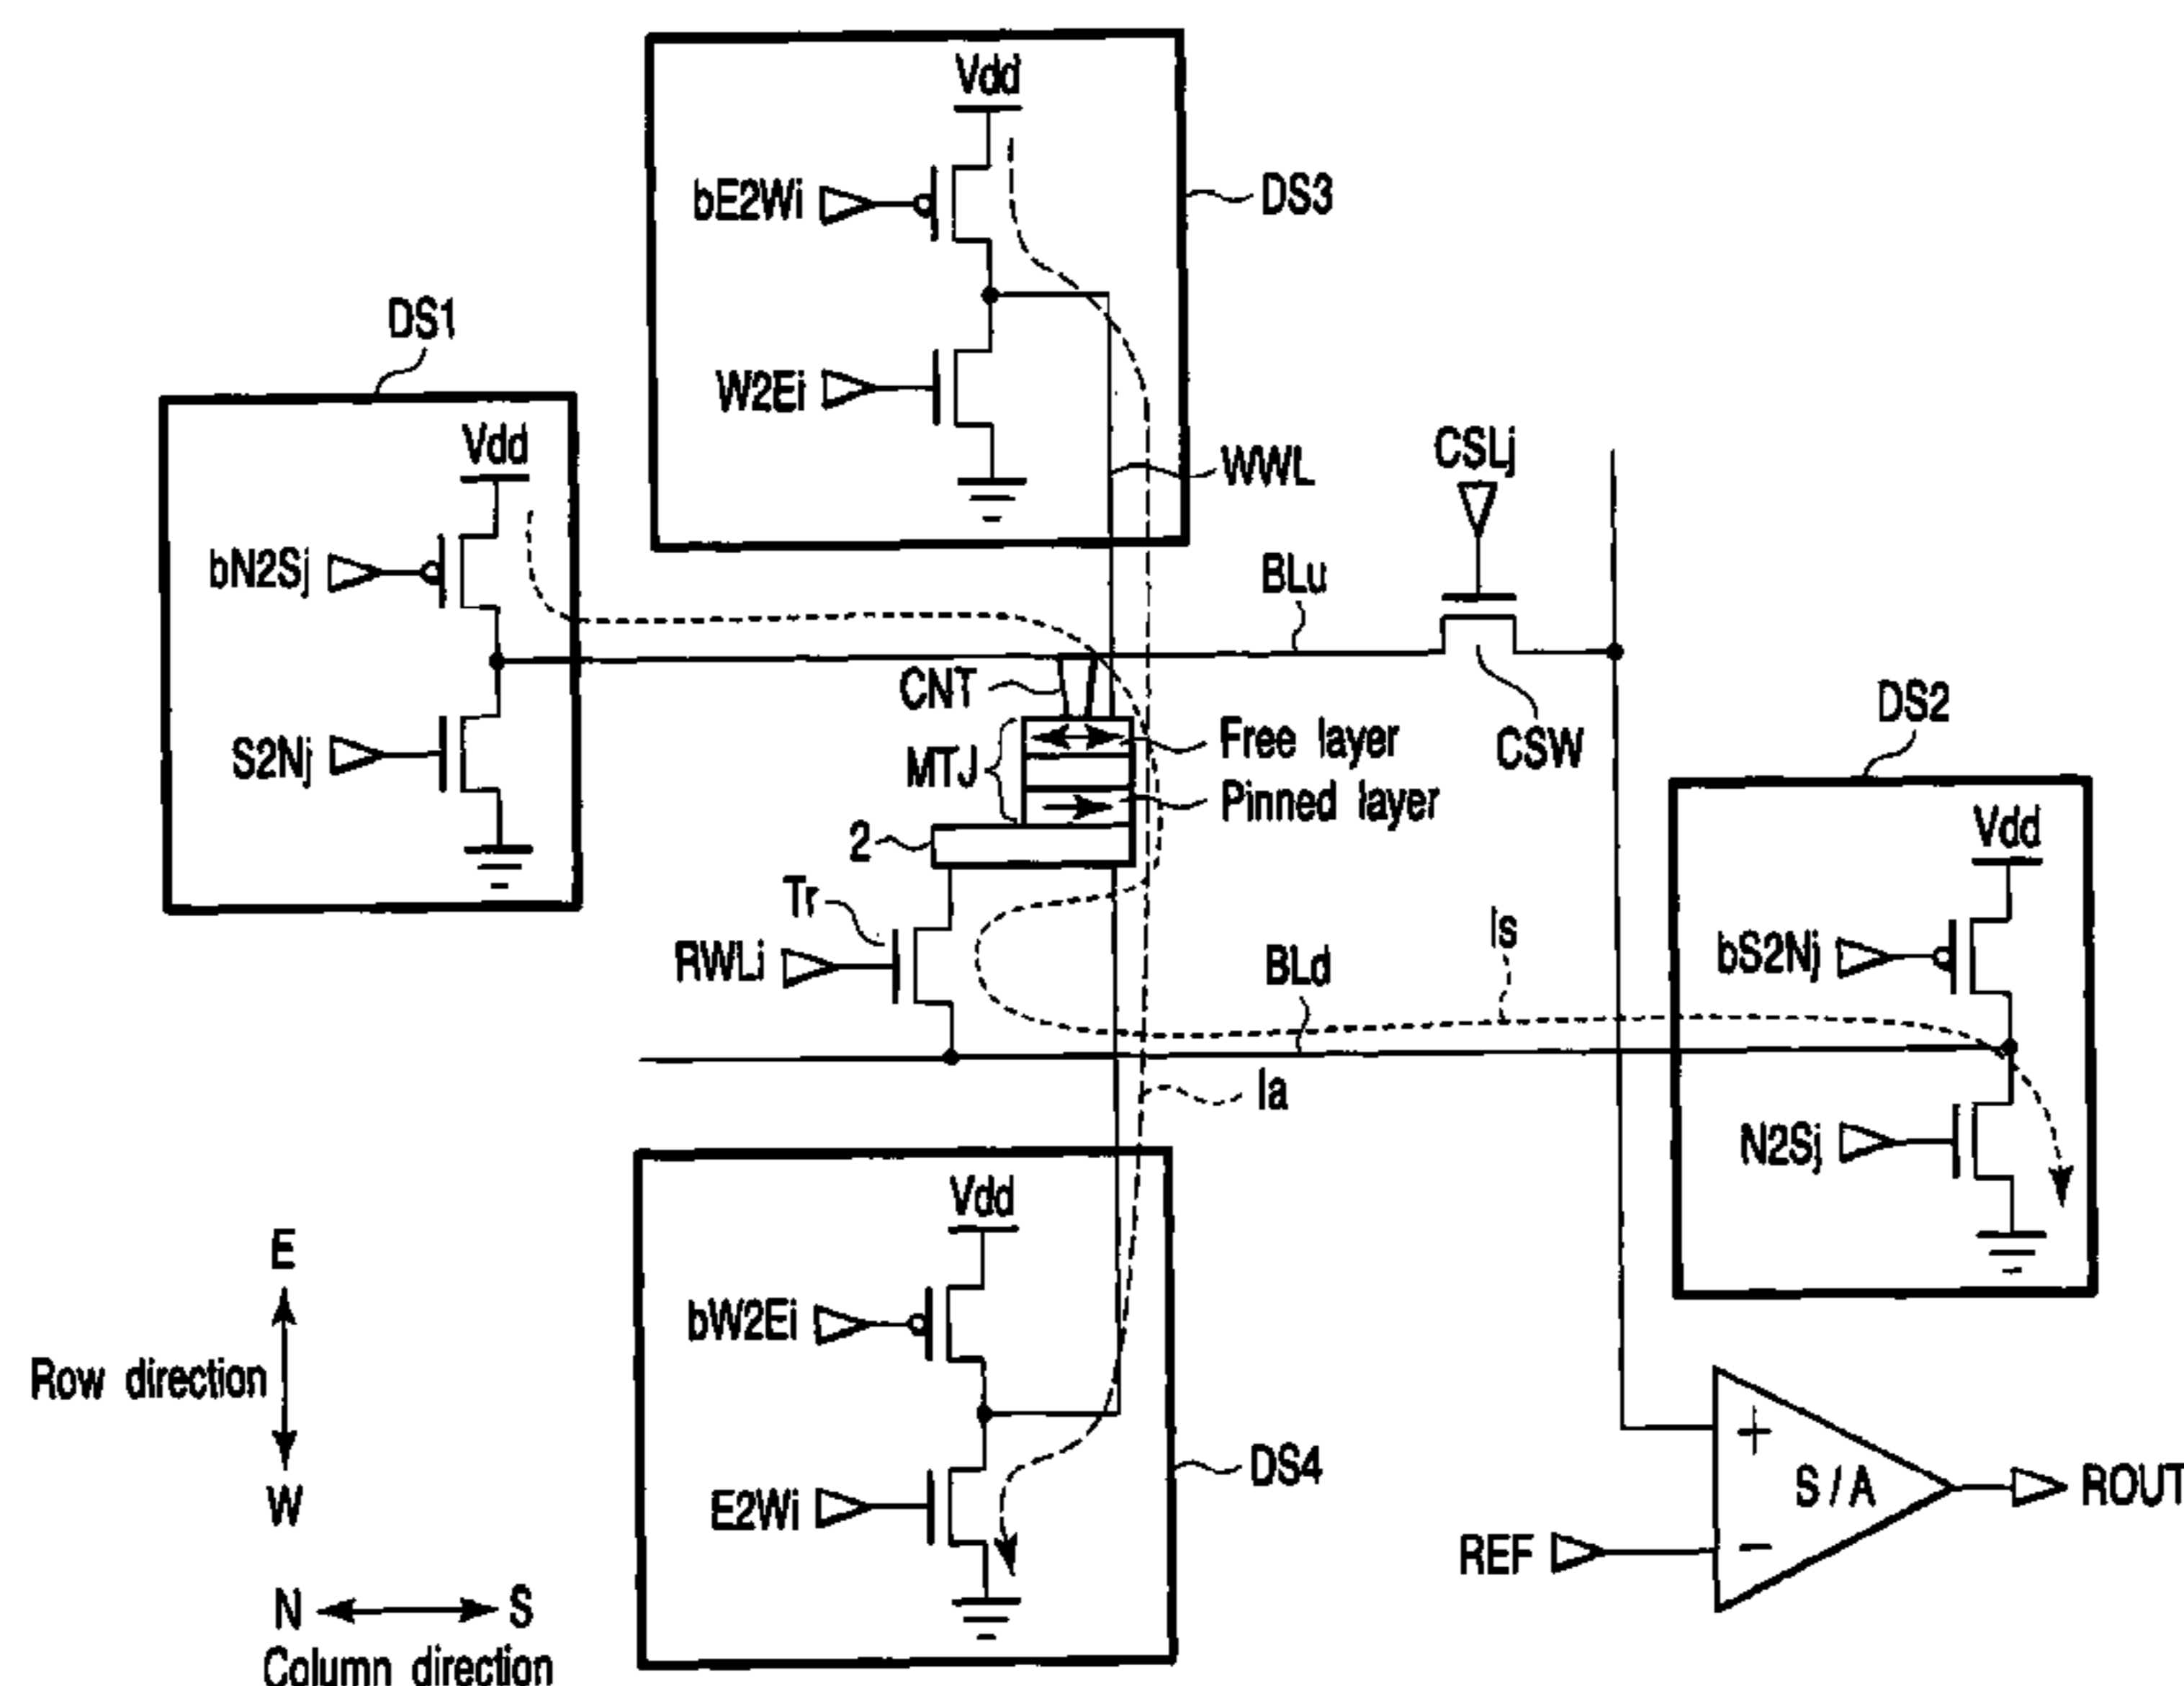 Vdd
bE2Wi
DS3
W2Ei
WWL
DS1
Vdd
bN2Sj
S2Nj
CSLj
BLu
CNT
CSW
DS2
MTJ
Free layer
Pinned layer
2
Tr
RWLi
BLd
Is
Ia
Vdd
bS2Nj
N2Sj
Vdd
bW2Ei
E2Wi
DS4
E
Row direction
W
N
S
Column direction
+
S/A
−
REF
ROUT